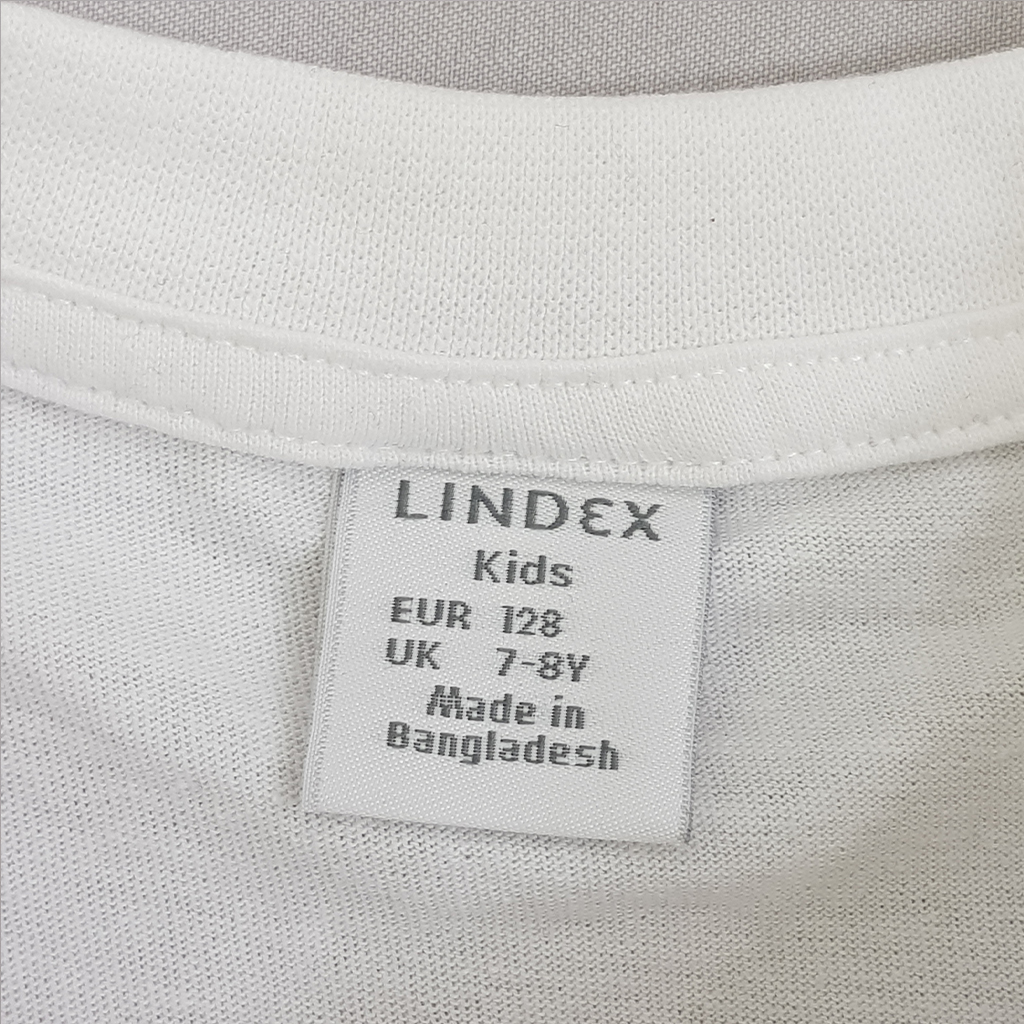 LINDEX
Kids
EUR 128
UK 7-8Y
Made in
Bangladesh